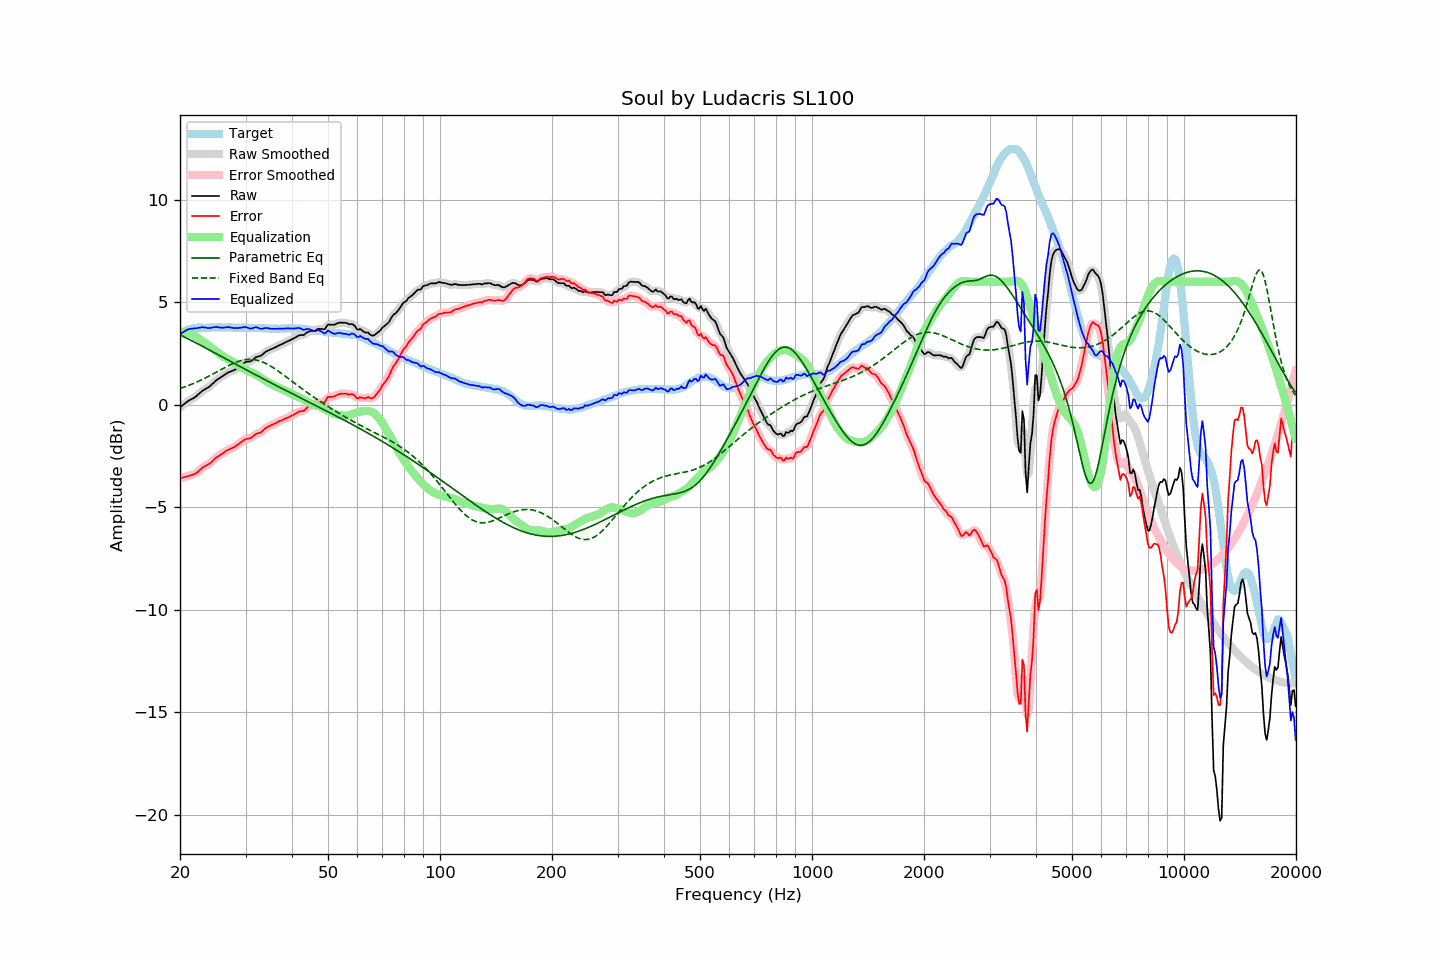 Soul by Ludacris SL100
Target
Raw Smoothed
Error Smoothed
Raw
Error
Equalization
Parametric Eq
Fixed Band Eq
Equalized
10
5
0
−5
−10
−15
−20
Amplitude (dBr)
20
50
100
200
500
1000
2000
5000
10000
20000
Frequency (Hz)